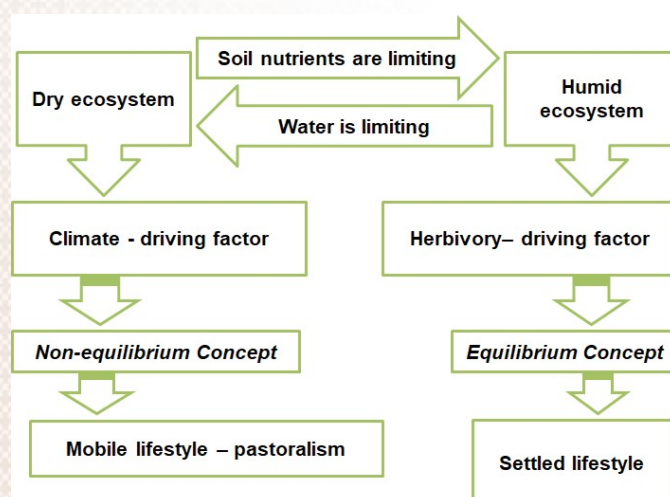 Soil nutrients are limiting
Dry ecosystem
Humid
ecosystem
Water is limiting
Climate - driving factor
Herbivory– driving factor
Non-equilibrium Concept
Equilibrium Concept
Mobile lifestyle – pastoralism
Settled lifestyle